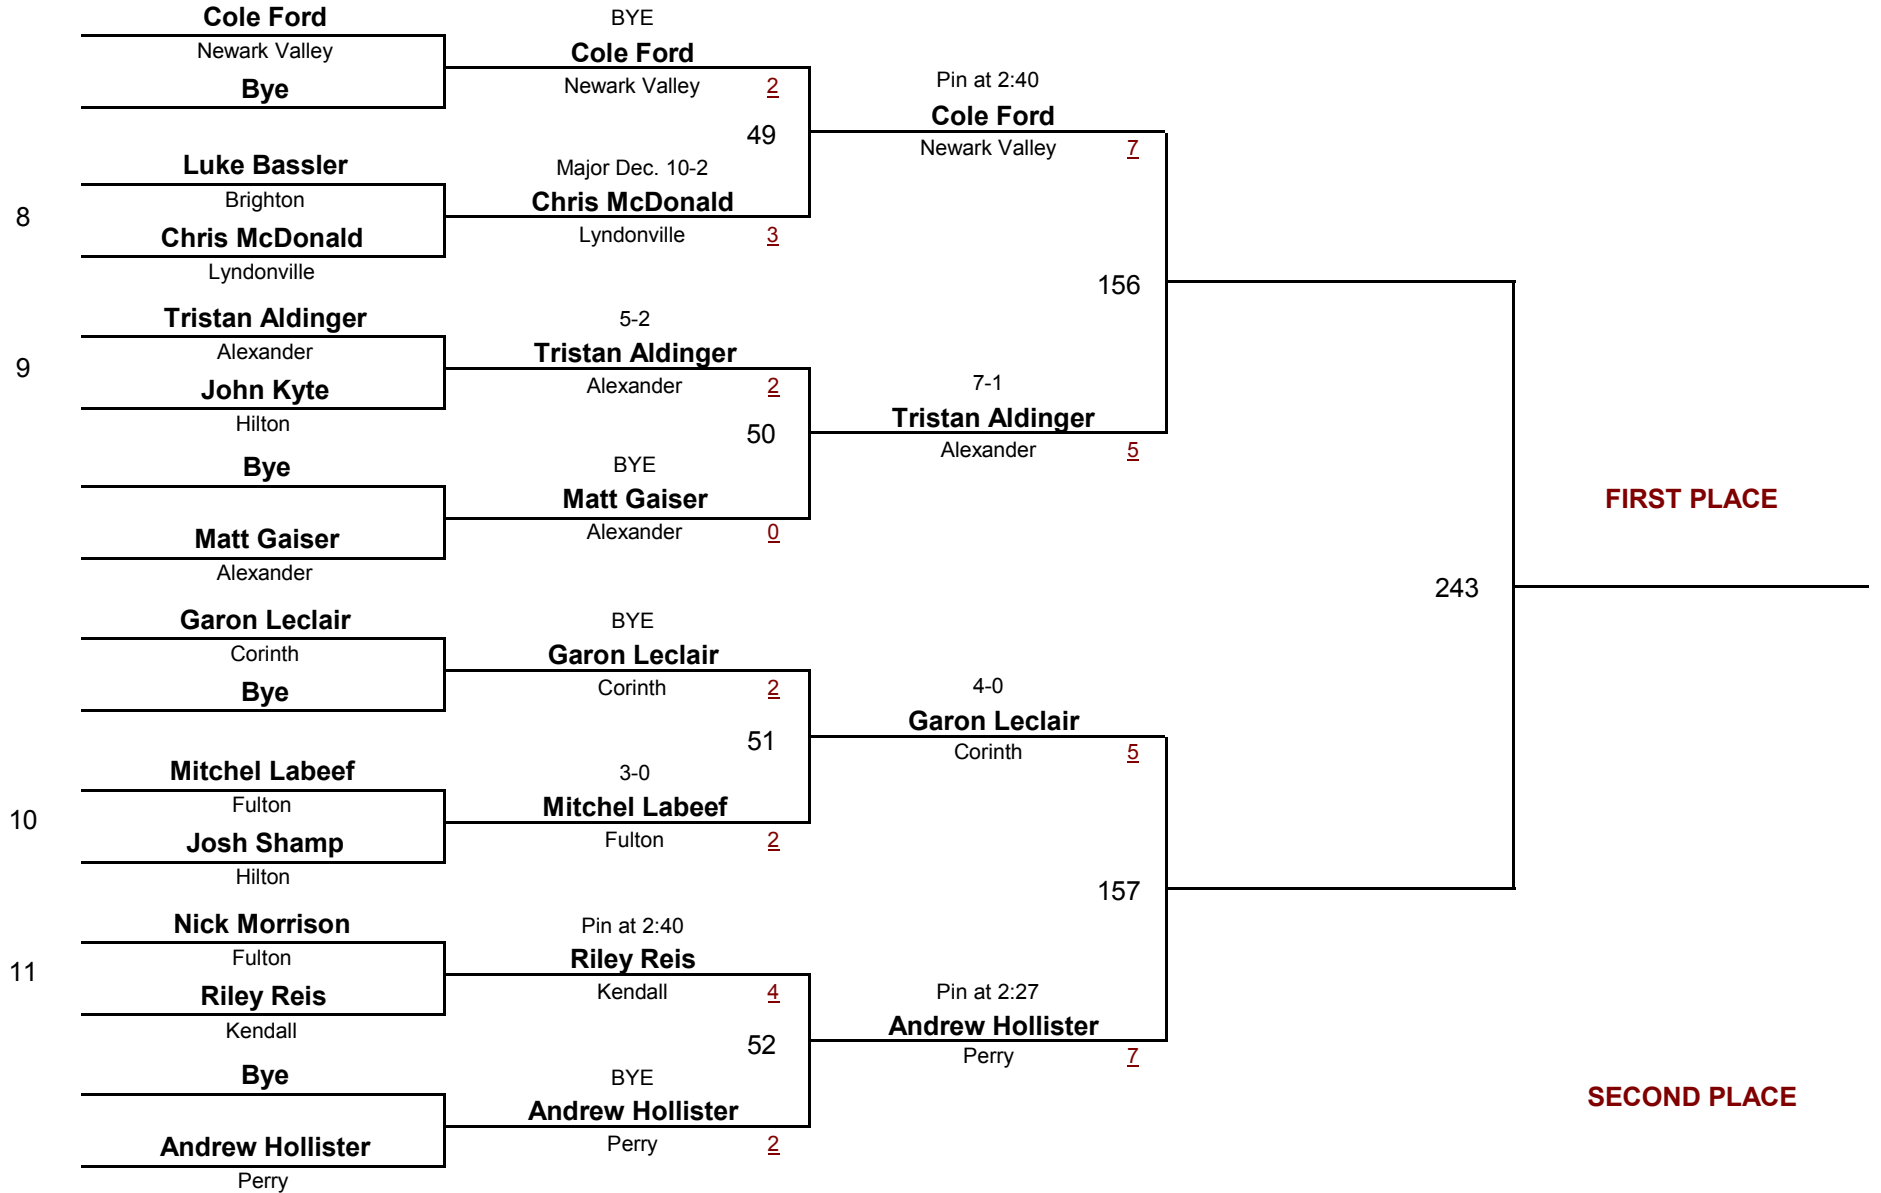 Cole Ford
Newark Valley
Bye
8
Luke Bassler
Brighton
Chris McDonald
Lyndonville
9
Tristan Aldinger
Alexander
John Kyte
Hilton
Bye
Matt Gaiser
Alexander
Garon Leclair
Corinth
Bye
10
Mitchel Labeef
Fulton
Josh Shamp
Hilton
11
Nick Morrison
Fulton
Riley Reis
Kendall
Bye
Andrew Hollister
Perry
BYE
Cole Ford
Newark Valley 2
49
Major Dec. 10-2
Chris McDonald
Lyndonville 3
5-2
Tristan Aldinger
Alexander 2
50
BYE
Matt Gaiser
Alexander 0
BYE
Garon Leclair
Corinth 2
51
3-0
Mitchel Labeef
Fulton 2
Pin at 2:40
Riley Reis
Kendall 4
52
BYE
Andrew Hollister
Perry 2
Pin at 2:40
Cole Ford
Newark Valley 7
156
7-1
Tristan Aldinger
Alexander 5
4-0
Garon Leclair
Corinth 5
157
Pin at 2:27
Andrew Hollister
Perry 7
243
FIRST PLACE
SECOND PLACE